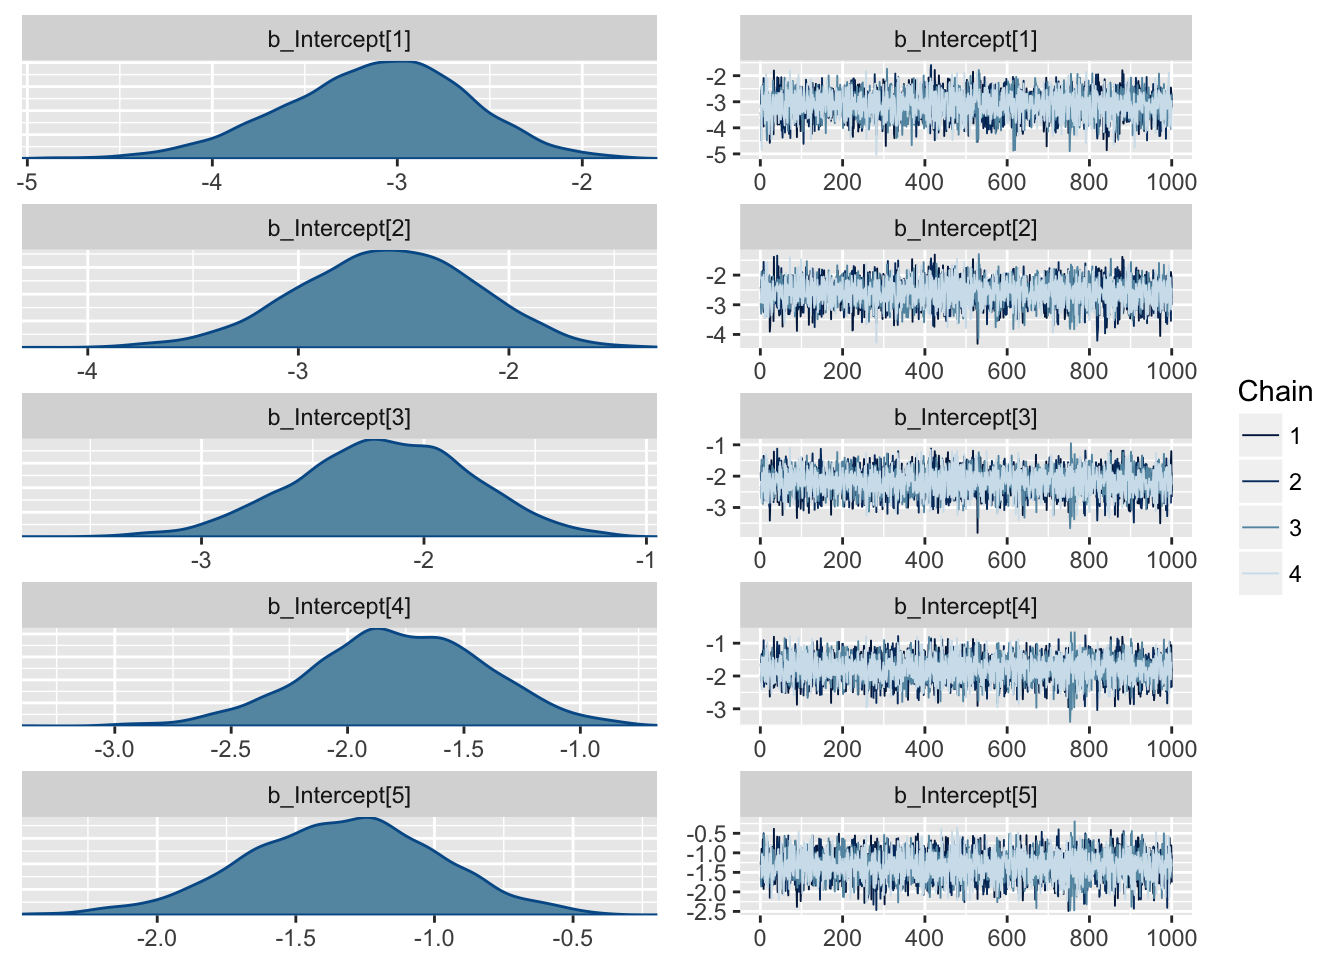 b_Intercept[1]
-5 -4 -3 -2
b_Intercept[1]
-2
-3
-4
-5
0 200 400 600 800 1000
b_Intercept[2]
-4 -3 -2
b_Intercept[2]
-2
-3
-4
0 200 400 600 800 1000
b_Intercept[3]
-3 -2 -1
b_Intercept[3]
-1
-2
-3
0 200 400 600 800 1000
b_Intercept[4]
-3.0 -2.5 -2.0 -1.5 -1.0
b_Intercept[4]
-1
-2
-3
0 200 400 600 800 1000
b_Intercept[5]
-2.0 -1.5 -1.0 -0.5
b_Intercept[5]
-0.5
-1.0
-1.5
-2.0
-2.5
0 200 400 600 800 1000
Chain
1
2
3
4